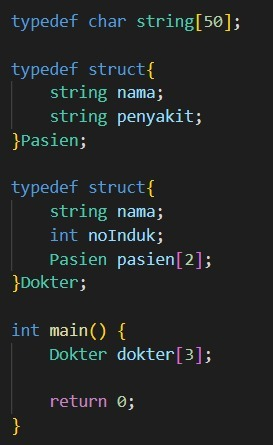 typedef char string[50];
typedef struct{
    string nama;
    string penyakit;
}Pasien;
typedef struct{
    string nama;
    int noInduk;
    Pasien pasien[2];
}Dokter;
int main() {
    Dokter dokter[3];
    return 0;
}